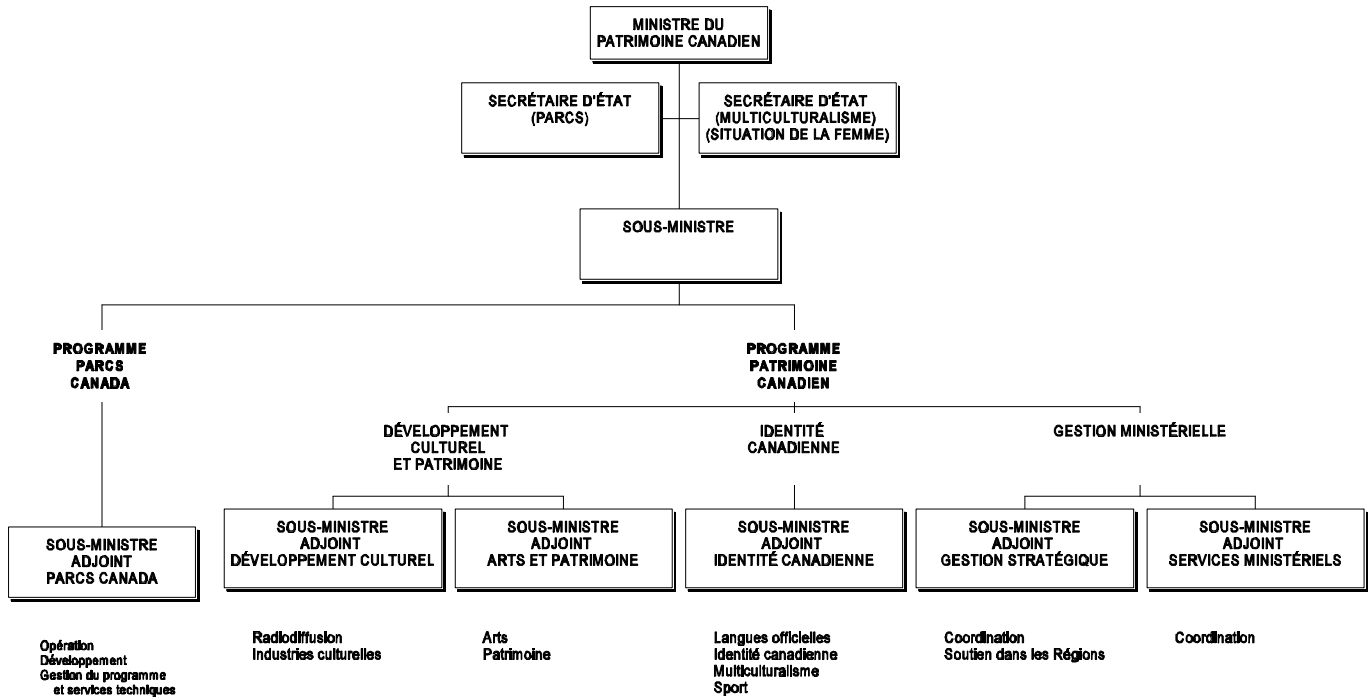 MINISTRE DU
PATRIMOINE CANADIEN
SECRÉTAIRE D'ÉTAT
(PARCS)
SECRÉTAIRE D'ÉTAT
(MULTICULTURALISME)
(SITUATION DE LA FEMME)
SOUS-MINISTRE
PROGRAMME
PARCS
CANADA
PROGRAMME
PATRIMOINE
CANADIEN
DÉVELOPPEMENT
CULTUREL
ET PATRIMOINE
IDENTITÉ
CANADIENNE
GESTION MINISTÉRIELLE
SOUS-MINISTRE
ADJOINT
PARCS CANADA
SOUS-MINISTRE
ADJOINT
DÉVELOPPEMENT CULTUREL
SOUS-MINISTRE
ADJOINT
ARTS ET PATRIMOINE
SOUS-MINISTRE
ADJOINT
IDENTITÉ CANADIENNE
SOUS-MINISTRE
ADJOINT
GESTION STRATÉGIQUE
SOUS-MINISTRE
ADJOINT
SERVICES MINISTÉRIELS
Opération
Développement
Gestion du programme
et services techniques
Radiodiffusion
Industries culturelles
Arts
Patrimoine
Langues officielles
Identité canadienne
Multiculturalisme
Sport
Coordination
Soutien dans les Régions
Coordination